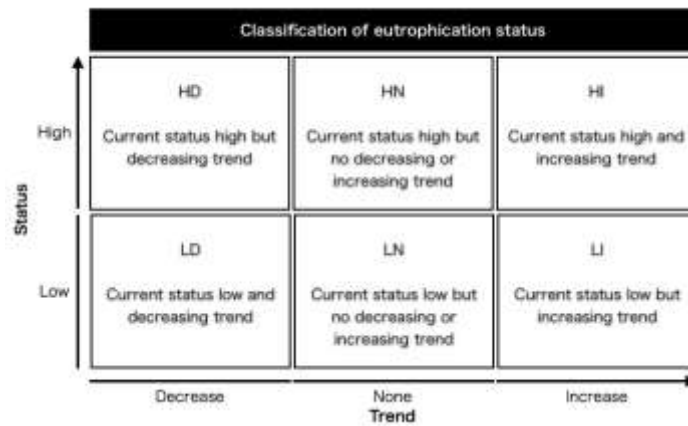 Classification of eutrophication status
HD
HN
HI
High
Current status high but
decreasing trend
Current status high but
no decreasing or
increasing trend
Current status high and
increasing trend
Status
LD
LN
LI
Low
Current status low and
decreasing trend
Current status low but
no decreasing or
increasing trend
Current status low but
increasing trend
Decrease
None
Increase
Trend